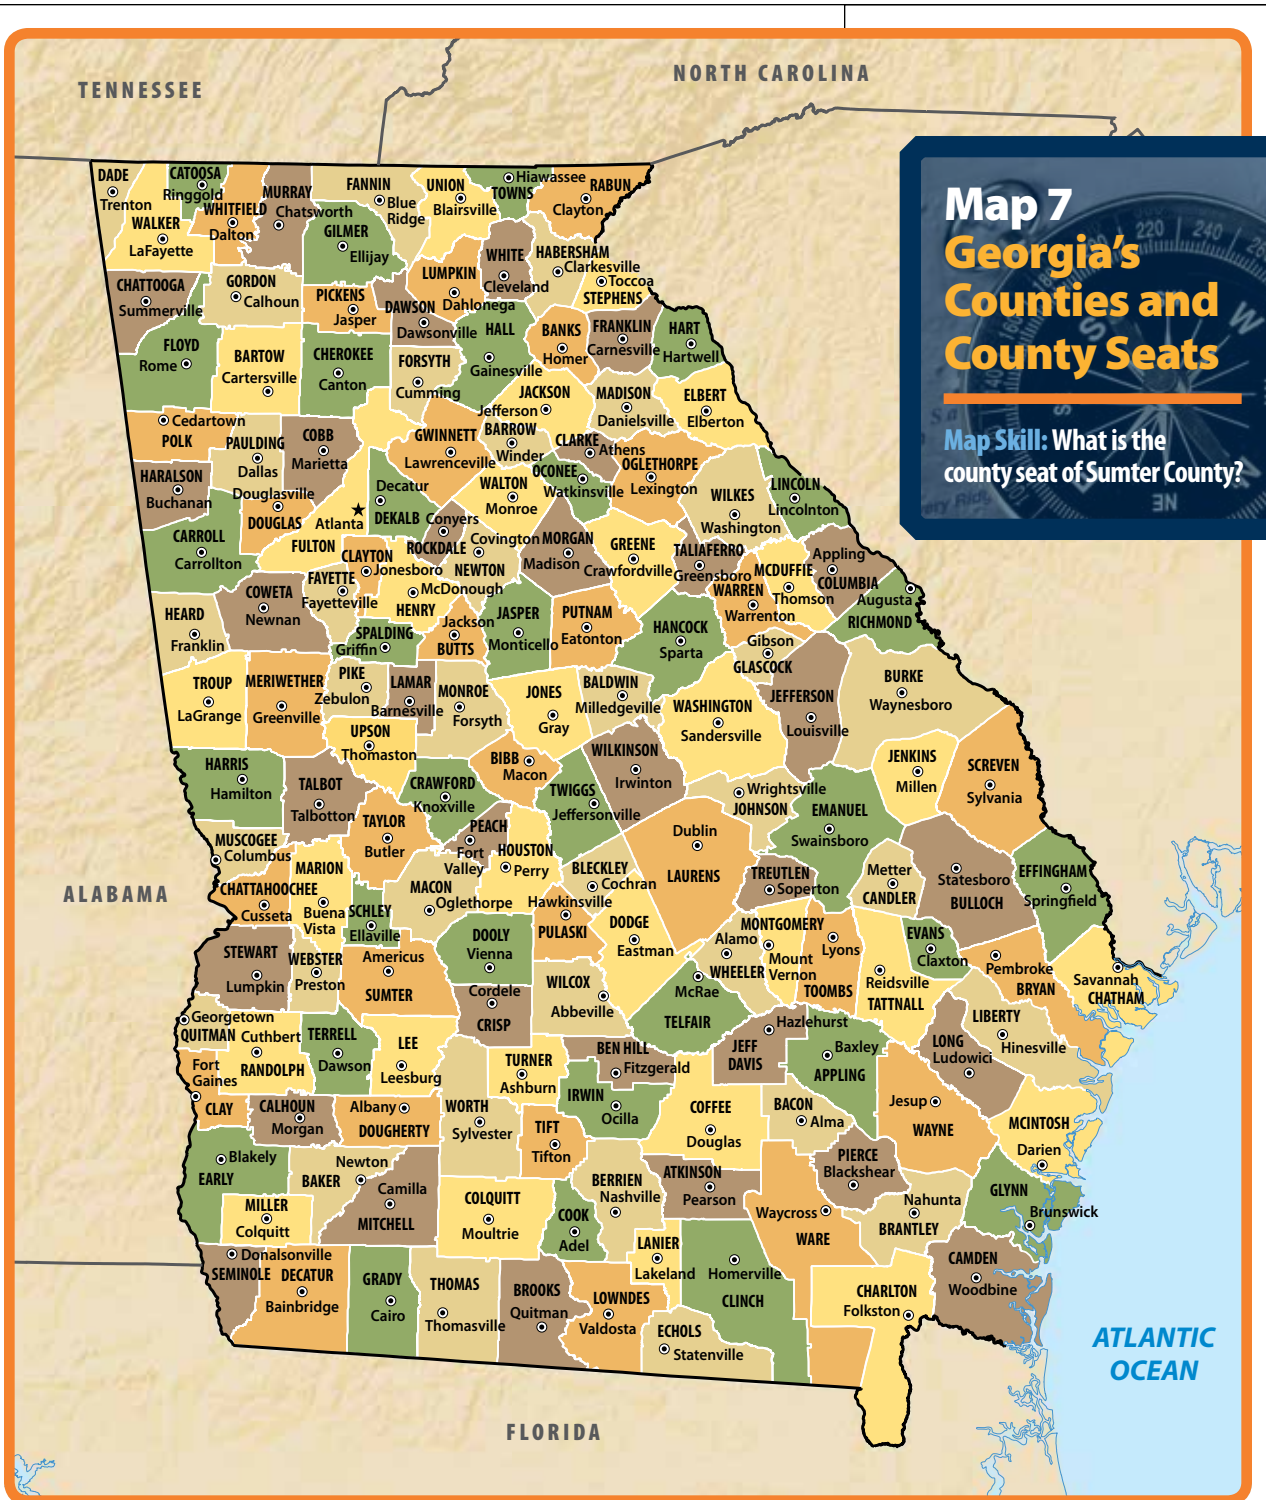 TENNESSEE
NORTH CAROLINA
Map 7
Georgia's
Counties and
County Seats
Map Skill: What is the
county seat of Sumter County?
DADE
Trenton
CATOOSA
Ringgold
WALKER
LaFayette
WHITFIELD
Dalton
MURRAY
Chatsworth
FANNIN
Blue
Ridge
GILMER
Ellijay
UNION
Blairsville
Hiawassee
TOWNS
RABUN
Clayton
WHITE
Cleveland
HABERSHAM
Clarkesville
Toccoa
STEPHENS
LUMPKIN
Dahlonega
CHATTOOGA
Summerville
GORDON
Calhoun
PICKENS
Jasper
DAWSON
Dawsonville
HALL
Gainesville
BANKS
Homer
FRANKLIN
Carnesville
HART
Hartwell
FLOYD
Rome
BARTOW
Cartersville
CHEROKEE
Canton
FORSYTH
Cumming
JACKSON
Jefferson
MADISON
Danielsville
ELBERT
Elberton
Cedartown
POLK
PAULDING
Dallas
COBB
Marietta
GWINNETT
Lawrenceville
BARROW
Winder
CLARKE
Athens
OCONEE
Watkinsville
OGLETHORPE
Lexington
WILKES
Washington
LINCOLN
Lincolnton
HARALSON
Buchanan
Douglasville
DOUGLAS
Atlanta
FULTON
Decatur
DEKALB
Conyers
ROCKDALE
WALTON
Monroe
Covington
NEWTON
MORGAN
Madison
GREENE
Crawfordville
TALIAFERRO
Greensboro
MCDUFFIE
Thomson
Appling
COLUMBIA
Augusta
RICHMOND
WARREN
Warrenton
CARROLL
Carrollton
CLAYTON
Jonesboro
FAYETTE
Fayetteville
McDonough
HENRY
COWETA
Newnan
HEARD
Franklin
SPALDING
Griffin
Jackson
BUTTS
JASPER
Monticello
PUTNAM
Eatonton
HANCOCK
Sparta
Gibson
GLASCOCK
JEFFERSON
Louisville
BURKE
Waynesboro
TROUP
LaGrange
MERIWETHER
Greenville
PIKE
Zebulon
LAMAR
Barnesville
MONROE
Forsyth
JONES
Gray
BALDWIN
Milledgeville
WASHINGTON
Sandersville
UPSON
Thomaston
BIBB
Macon
WILKINSON
Irwinton
JENKINS
Millen
SCREVEN
Sylvania
HARRIS
Hamilton
TALBOT
Talbotton
CRAWFORD
Knoxville
TWIGGS
Jeffersonville
Wrightsville
JOHNSON
EMANUEL
Swainsboro
TAYLOR
Butler
PEACH
Fort
Valley
HOUSTON
Perry
Dublin
LAURENS
MUSCOGEE
Columbus
MARION
Buena
Vista
MACON
Oglethorpe
BLECKLEY
Cochran
TREUTLEN
Soperton
Metter
CANDLER
Statesboro
BULLOCH
EFFINGHAM
Springfield
ALABAMA
CHATTAHOOCHEE
Cusseta
SCHLEY
Ellaville
Hawkinsville
PULASKI
DODGE
Eastman
MONTGOMERY
Mount
Vernon
Alamo
WHEELER
Lyons
TOOMBS
EVANS
Claxton
Reidsville
TATTNALL
Pembroke
BRYAN
Savannah
CHATHAM
STEWART
Lumpkin
WEBSTER
Preston
Americus
SUMTER
DOOLY
Vienna
Cordele
CRISP
WILCOX
Abbeville
McRae
TELFAIR
Hazlehurst
JEFF
DAVIS
Baxley
APPLING
LONG
Ludowici
LIBERTY
Hinesville
Georgetown
QUITMAN
Cuthbert
RANDOLPH
TERRELL
Dawson
LEE
Leesburg
TURNER
Ashburn
BEN HILL
Fitzgerald
IRWIN
Ocilla
COFFEE
Douglas
BACON
Alma
Jesup
WAYNE
MCINTOSH
Darien
Fort
Gaines
CLAY
CALHOUN
Morgan
Albany
DOUGHERTY
WORTH
Sylvester
TIFT
Tifton
Blakely
EARLY
Newton
BAKER
Camilla
MITCHELL
COLQUITT
Moultrie
BERRIEN
Nashville
ATKINSON
Pearson
PIERCE
Blackshear
Nahunta
BRANTLEY
GLYNN
Brunswick
MILLER
Colquitt
COOK
Adel
LANIER
Lakeland
Waycross
WARE
Homerville
CLINCH
CHARLTON
Folkston
CAMDEN
Woodbine
Donalsonville
SEMINOLE
DECATUR
Bainbridge
GRADY
Cairo
THOMAS
Thomasville
BROOKS
Quitman
LOWNDES
Valdosta
ECHOLS
Statenville
ATLANTIC
OCEAN
FLORIDA
220
240
W
S
NE